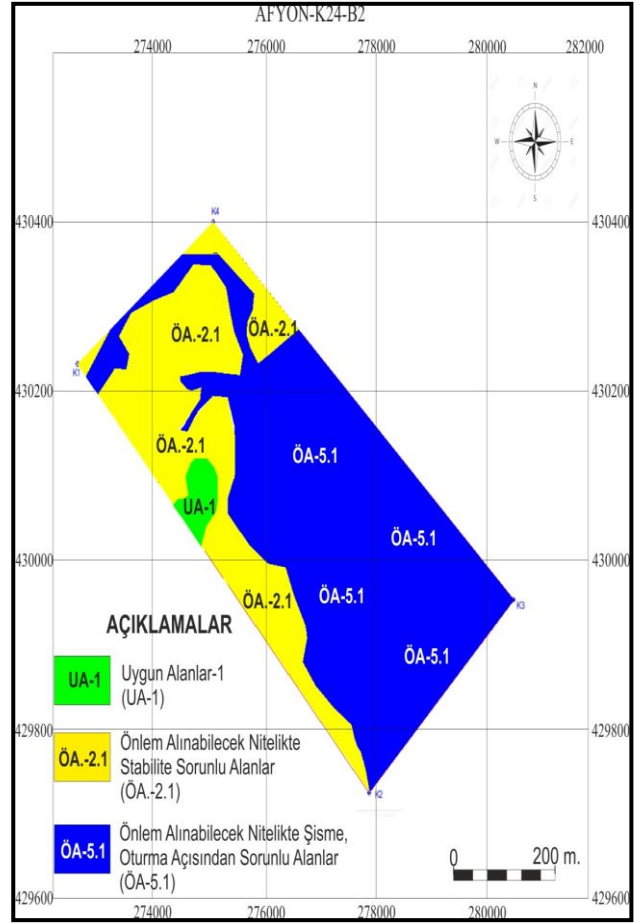 AFYON-K24-B2
274000 276000 278000 280000 282000
N
W E
S
K4
430400 430400
ÖA.-2.1
ÖA.-2.1
e
K1
430200 430200
ÖA.-2.1
ÖA-5.1
UA-1
ÖA-5.1
430000 430000
ÖA.-2.1
ÖA-5.1
K3
AÇIKLAMALAR
ÖA-5.1
UA-1
Uygun Alanlar-1
(UA-1)
429800 429800
ÖA.-2.1
Önlem Alınabilecek Nitelikte
Stabilite Sorunlu Alanlar
(ÖA.-2.1)
K2
ÖA-5.1
Önlem Alınabilecek Nitelikte Şişme,
Oturma Açısından Sorunlu Alanlar
(ÖA-5.1)
0 200 m.
429600 429600
274000 276000 278000 280000